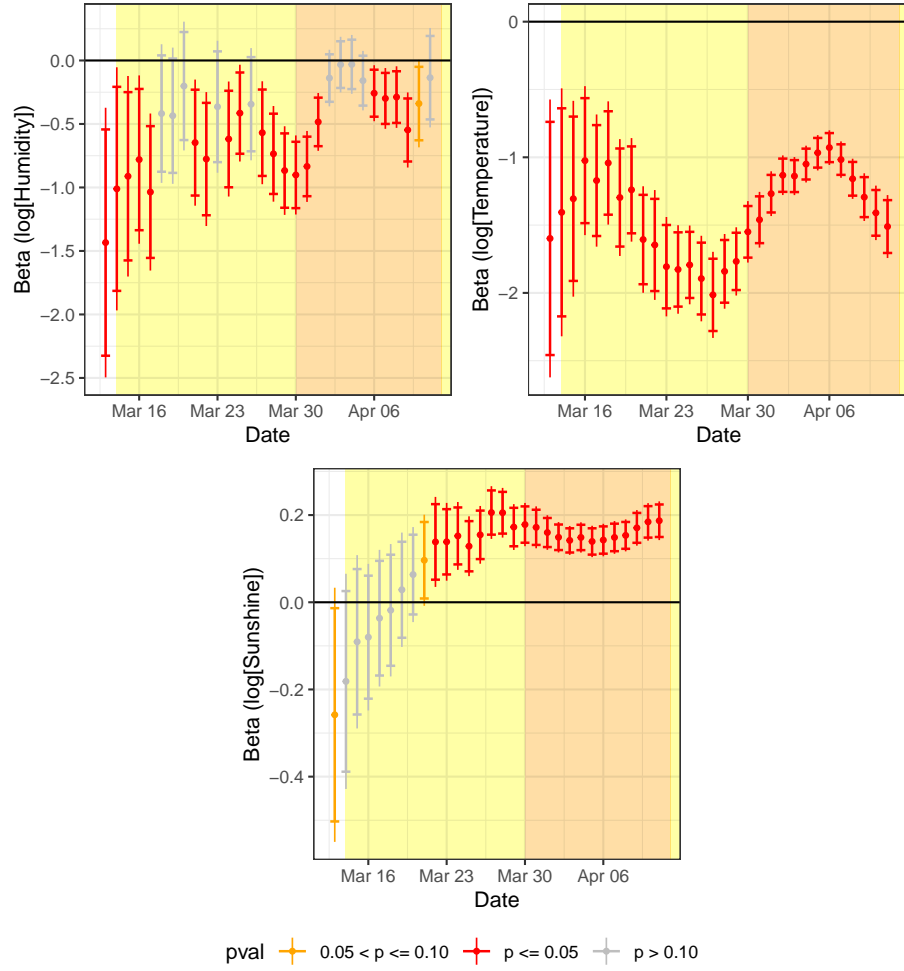 Beta (log[Humidity])
0.0
−0.5
−1.0
−1.5
−2.0
−2.5
Mar 16 Mar 23 Mar 30 Apr 06
Date
Beta (log[Temperature])
0
−1
−2
Mar 16 Mar 23 Mar 30 Apr 06
Date
Beta (log[Sunshine])
0.2
0.0
−0.2
−0.4
Mar 16 Mar 23 Mar 30 Apr 06
Date
pval 0.05 < p <= 0.10 p <= 0.05 p > 0.10